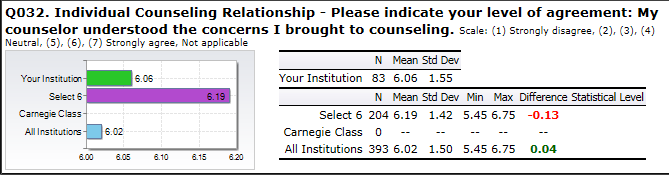 Q032. Individual Counseling Relationship - Please indicate your level of agreement: My
counselor understood the concerns I brought to counseling. Scale: (1) Strongly disagree, (2), (3), (4)
Neutral, (5), (6), (7) Strongly agree, Not applicable
Your Institution 6.06
Select 6 6.19
Carnegie Class
All Institutions 6.02
6.00 6.05 6.10 6.15 6.20
N Mean Std Dev
Your Institution 83 6.06 1.55
N Mean Std Dev Min Max Difference Statistical Level
Select 6 204 6.19 1.42 5.45 6.75 -0.13
Carnegie Class 0 -- -- -- -- --
All Institutions 393 6.02 1.50 5.45 6.75 0.04